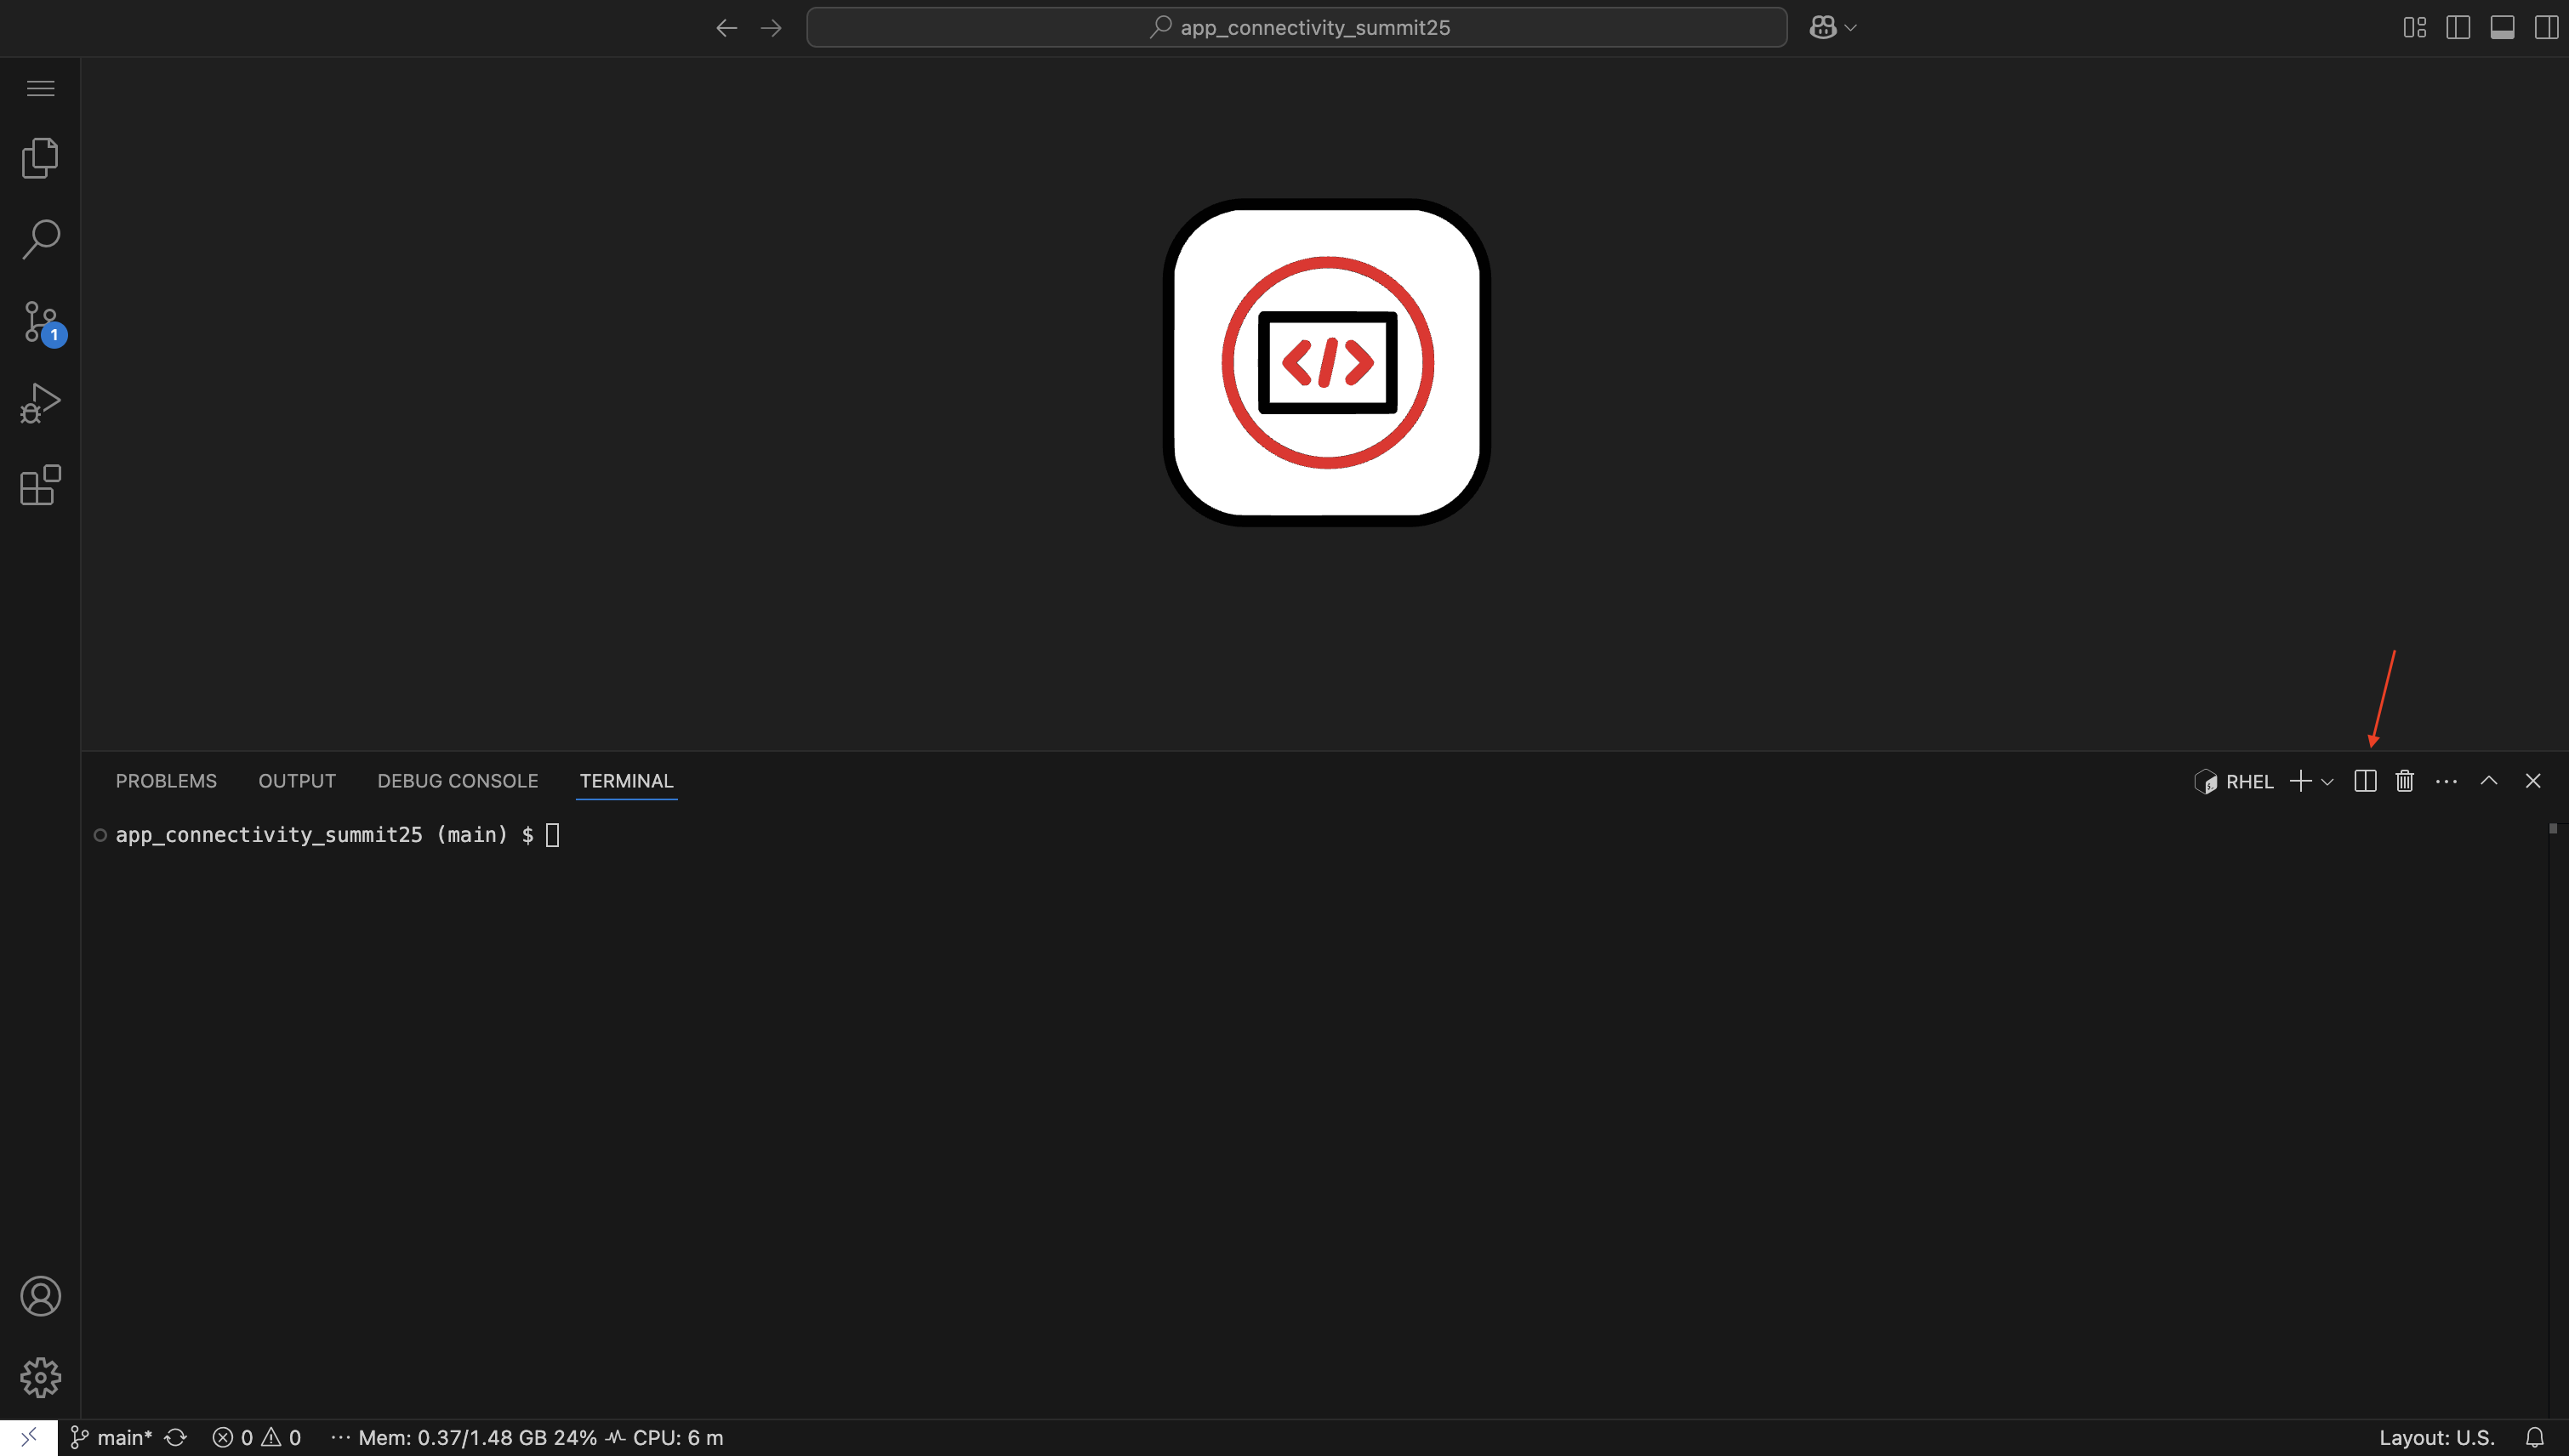 app_connectivity_summit25
</>
1
PROBLEMS OUTPUT DEBUG CONSOLE TERMINAL RHEL
app_connectivity_summit25 (main) $
main* 0 0 ··· Mem: 0.37/1.48 GB 24% CPU: 6 m Layout: U.S.